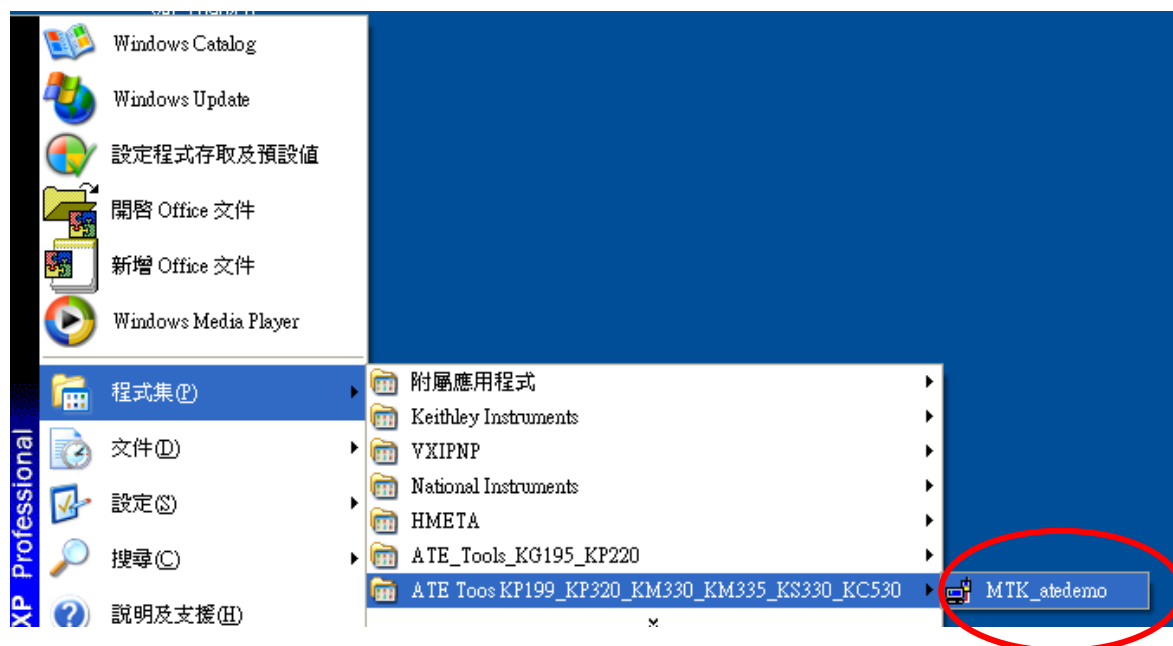 Windows Catalog
Windows Update
設定程式存取及預設值
開啓 Office 文件
新增 Office 文件
Windows Media Player
程式集(P)
文件(D)
設定(S)
搜尋(C)
說明及支援(H)
XP Professional
附屬應用程式
Keithley Instruments
VXIPNP
National Instruments
HMETA
ATE_Tools_KG195_KP220
ATE Toos KP199_KP320_KM330_KM335_KS330_KC530
MTK_atedemo